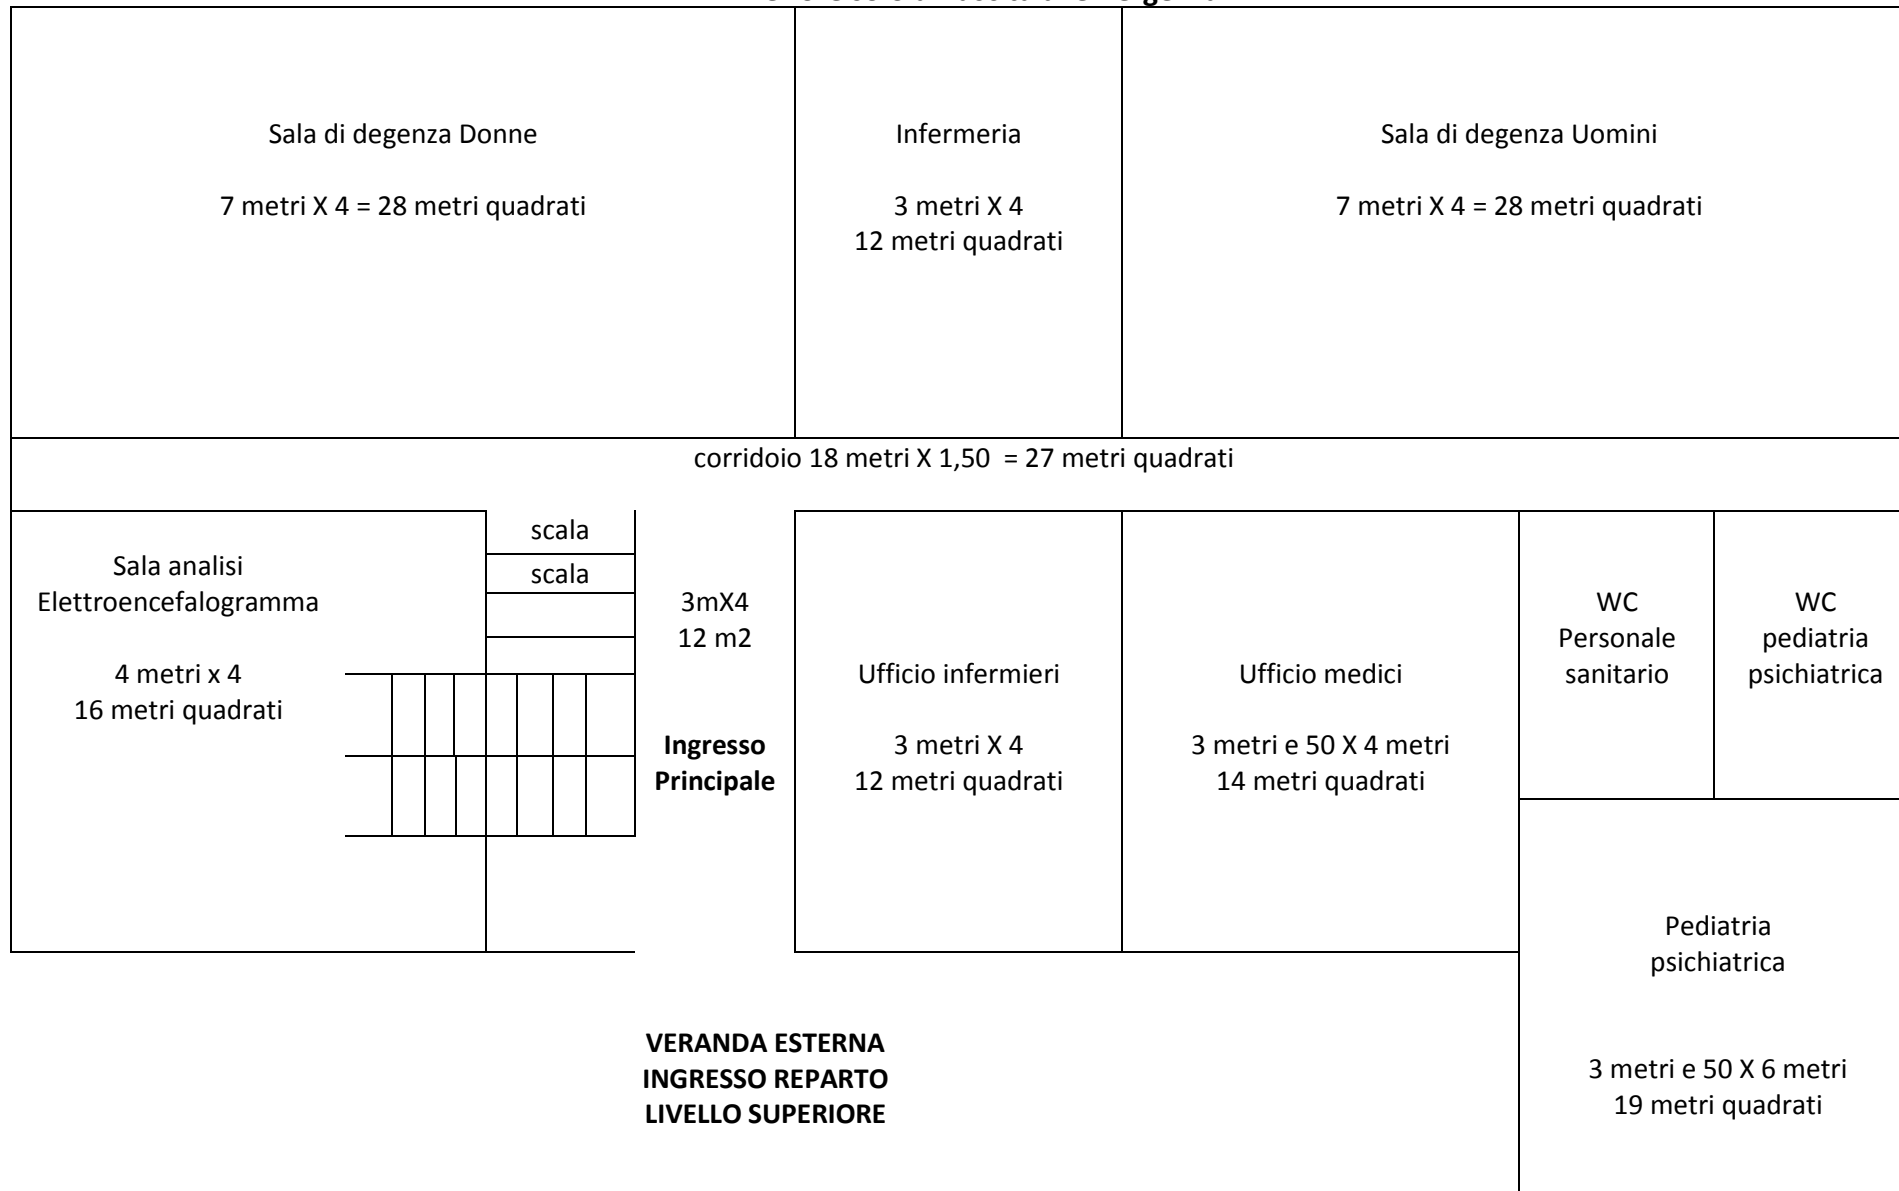 Sala di degenza Donne
7 metri X 4 = 28 metri quadrati
Infermeria
3 metri X 4
12 metri quadrati
Sala di degenza Uomini
7 metri X 4 = 28 metri quadrati
corridoio 18 metri X 1,50 = 27 metri quadrati
Sala analisi
Elettroencefalogramma
4 metri x 4
16 metri quadrati
scala
scala
3mX4
12 m2
Ingresso
Principale
Ufficio infermieri
3 metri X 4
12 metri quadrati
Ufficio medici
3 metri e 50 X 4 metri
14 metri quadrati
WC
Personale
sanitario
WC
pediatria
psichiatrica
Pediatria
psichiatrica
3 metri e 50 X 6 metri
19 metri quadrati
VERANDA ESTERNA
INGRESSO REPARTO
LIVELLO SUPERIORE